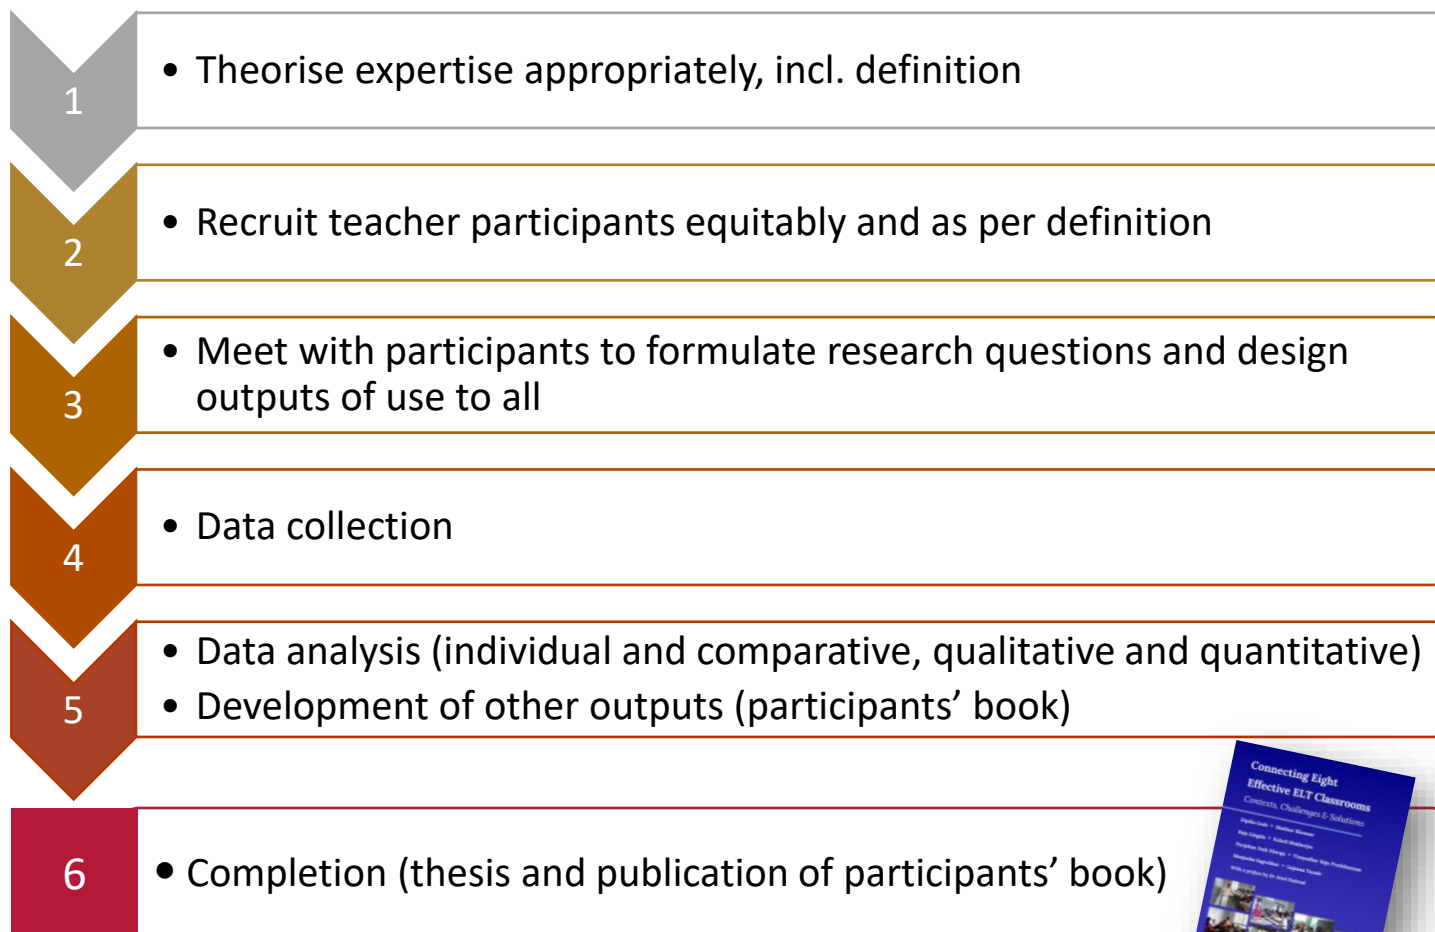 1
• Theorise expertise appropriately, incl. definition
2
• Recruit teacher participants equitably and as per definition
3
• Meet with participants to formulate research questions and design
outputs of use to all
4
• Data collection
5
• Data analysis (individual and comparative, qualitative and quantitative)
• Development of other outputs (participants’ book)
6
• Completion (thesis and publication of participants’ book)
Connecting Eight
Effective ELT Classrooms
Contexts, Challenges & Solutions